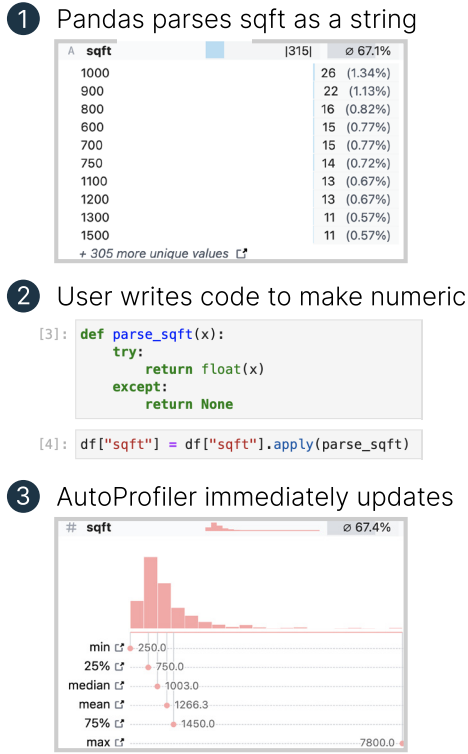 1 Pandas parses sqft as a string
A sqft |315| ∅ 67.1%
1000 26 (1.34%)
900 22 (1.13%)
800 16 (0.82%)
600 15 (0.77%)
700 15 (0.77%)
750 14 (0.72%)
1100 13 (0.67%)
1200 13 (0.67%)
1300 11 (0.57%)
1500 11 (0.57%)
+ 305 more unique values
2 User writes code to make numeric
[3]: def parse_sqft(x):
try:
return float(x)
except:
return None
[4]: df["sqft"] = df["sqft"].apply(parse_sqft)
3 AutoProfiler immediately updates
# sqft ∅ 67.4%
min 250.0
25% 750.0
median 1003.0
mean 1266.3
75% 1450.0
max 7800.0